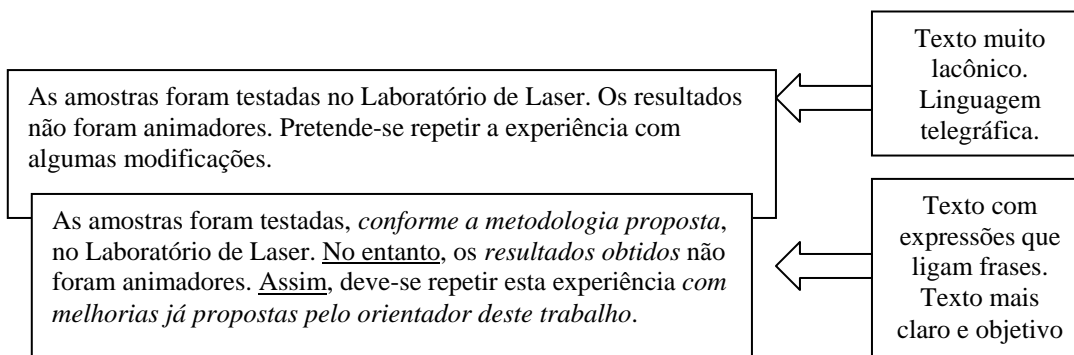 As amostras foram testadas no Laboratório de Laser. Os resultados
não foram animadores. Pretende-se repetir a experiência com
algumas modificações.
Texto muito
lacônico.
Linguagem
telegráfica.
As amostras foram testadas, conforme a metodologia proposta,
no Laboratório de Laser. No entanto, os resultados obtidos não
foram animadores. Assim, deve-se repetir esta experiência com
melhorias já propostas pelo orientador deste trabalho.
Texto com
expressões que
ligam frases.
Texto mais
claro e objetivo